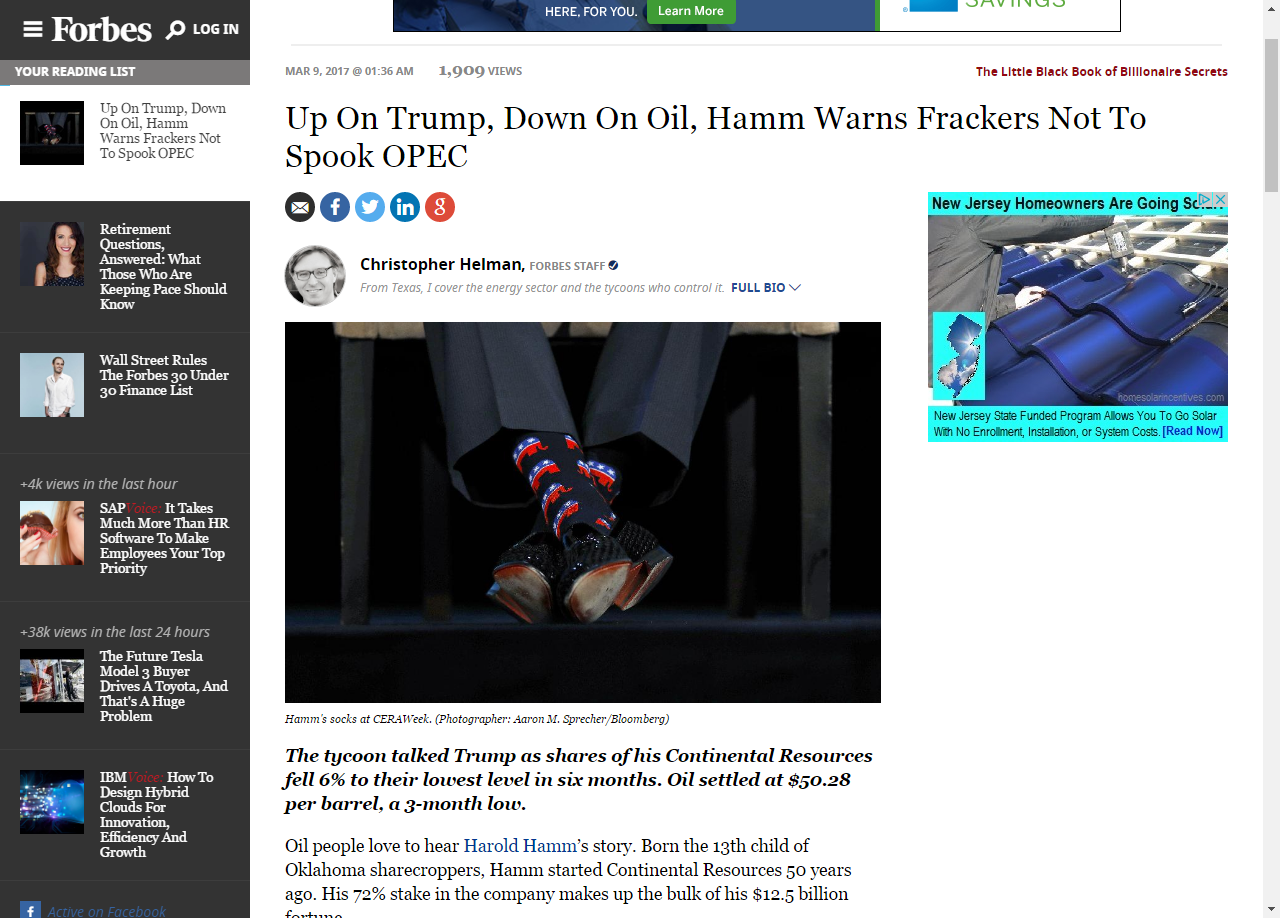 HERE, FOR YOU.
Learn More
SAVINGS
Forbes
LOG IN
YOUR READING LIST
Up On Trump, Down
On Oil, Hamm
Warns Frackers Not
To Spook OPEC
Retirement
Questions,
Answered: What
Those Who Are
Keeping Pace Should
Know
Wall Street Rules
The Forbes 30 Under
30 Finance List
+4k views in the last hour
SAPVoice: It Takes
Much More Than HR
Software To Make
Employees Your Top
Priority
+38k views in the last 24 hours
The Future Tesla
Model 3 Buyer
Drives A Toyota, And
That's A Huge
Problem
IBMVoice: How To
Design Hybrid
Clouds For
Innovation,
Efficiency And
Growth
Active on Facebook
MAR 9, 2017 @ 01:36 AM 1,909 VIEWS
The Little Black Book of Billionaire Secrets
Up On Trump, Down On Oil, Hamm Warns Frackers Not To
Spook OPEC
Christopher Helman, FORBES STAFF
From Texas, I cover the energy sector and the tycoons who control it. FULL BIO
Hamm's socks at CERAWeek. (Photographer: Aaron M. Sprecher/Bloomberg)
The tycoon talked Trump as shares of his Continental Resources
fell 6% to their lowest level in six months. Oil settled at $50.28
per barrel, a 3-month low.
Oil people love to hear Harold Hamm's story. Born the 13th child of
Oklahoma sharecroppers, Hamm started Continental Resources 50 years
ago. His 72% stake in the company makes up the bulk of his $12.5 billion
fortune
New Jersey Homeowners Are Going
homesolarincentives.com
New Jersey State Funded Program Allows You To Go Solar
With No Enrollment, Installation, or System Costs. [Read Now]